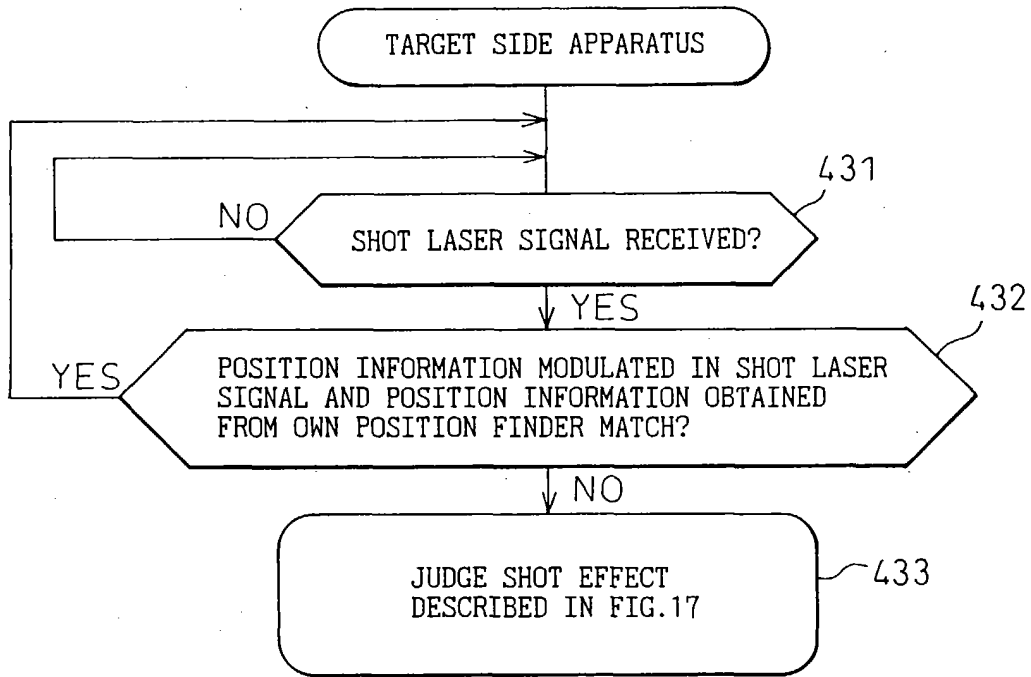 TARGET SIDE APPARATUS
431
NO
SHOT LASER SIGNAL RECEIVED?
YES
432
YES
POSITION INFORMATION MODULATED IN SHOT LASER
SIGNAL AND POSITION INFORMATION OBTAINED
FROM OWN POSITION FINDER MATCH?
NO
JUDGE SHOT EFFECT
DESCRIBED IN FIG.17
433